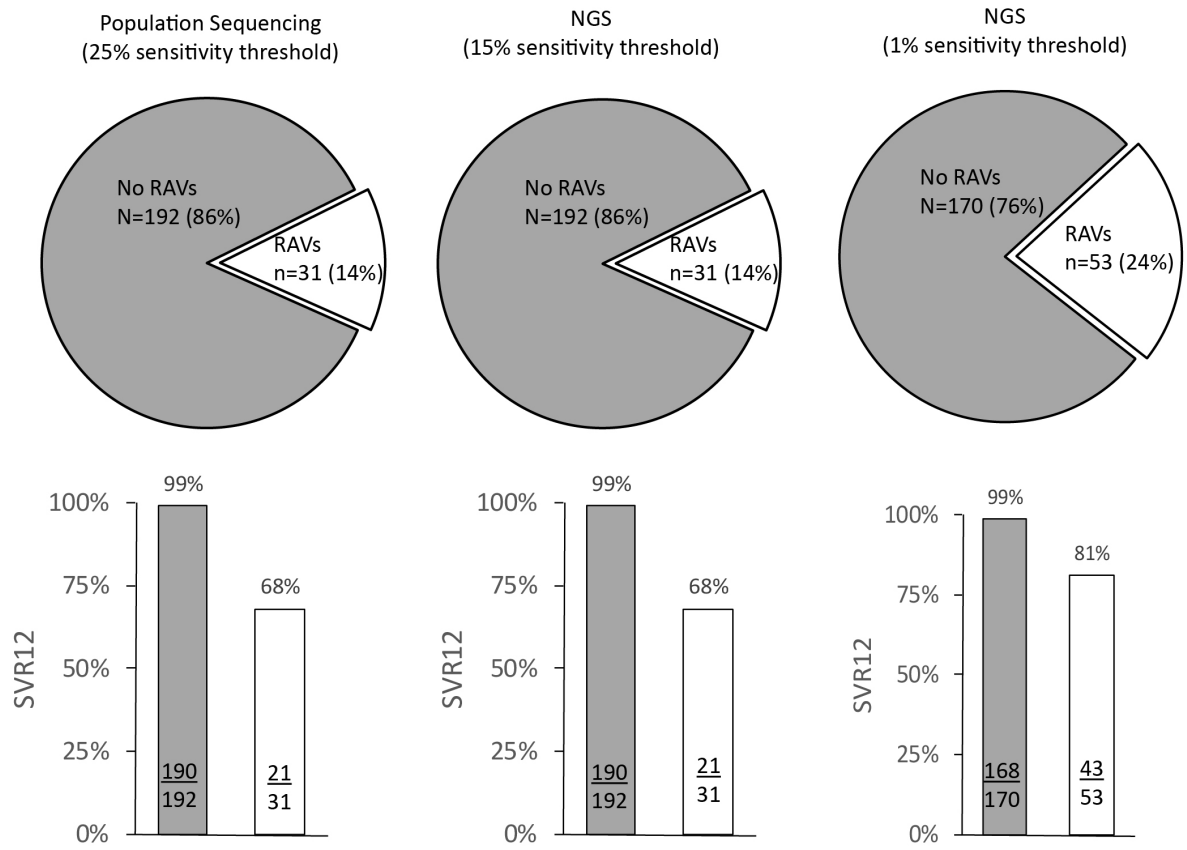 Population Sequencing
(25% sensitivity threshold)
No RAVs
N=192 (86%)
RAVs
n=31 (14%)
NGS
(15% sensitivity threshold)
No RAVs
N=192 (86%)
RAVs
n=31 (14%)
NGS
(1% sensitivity threshold)
No RAVs
N=170 (76%)
RAVs
n=53 (24%)
SVR12
100%
75%
50%
25%
0%
99%
190
192
68%
21
31
SVR12
100%
75%
50%
25%
0%
99%
190
192
68%
21
31
SVR12
100%
75%
50%
25%
0%
99%
168
170
81%
43
53